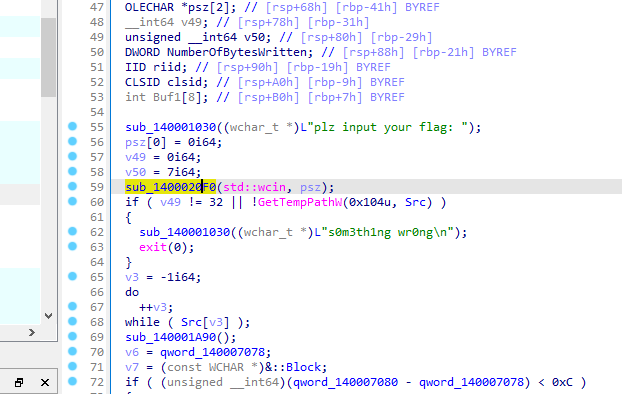 47 OLECHAR *psz[2]; // [rsp+68h] [rbp-41h] BYREF
48 __int64 v49; // [rsp+78h] [rbp-31h]
49 unsigned __int64 v50; // [rsp+80h] [rbp-29h]
50 DWORD NumberOfBytesWritten; // [rsp+88h] [rbp-21h] BYREF
51 IID riid; // [rsp+90h] [rbp-19h] BYREF
52 CLSID clsid; // [rsp+A0h] [rbp-9h] BYREF
53 int Buf1[8]; // [rsp+B0h] [rbp+7h] BYREF
54
55 sub_140001030((wchar_t *)L"plz input your flag: ");
56 psz[0] = 0i64;
57 v49 = 0i64;
58 v50 = 7i64;
59 sub_1400020F0(std::wcin, psz);
60 if ( v49 != 32 || !GetTempPathW(0x104u, Src) )
61 {
62 sub_140001030((wchar_t *)L"s0m3th1ng wr0ng\n");
63 exit(0);
64 }
65 v3 = -1i64;
66 do
67 ++v3;
68 while ( Src[v3] );
69 sub_140001A90();
70 v6 = qword_140007078;
71 v7 = (const WCHAR *)&::Block;
72 if ( (unsigned __int64)(qword_140007080 - qword_140007078) < 0xC )